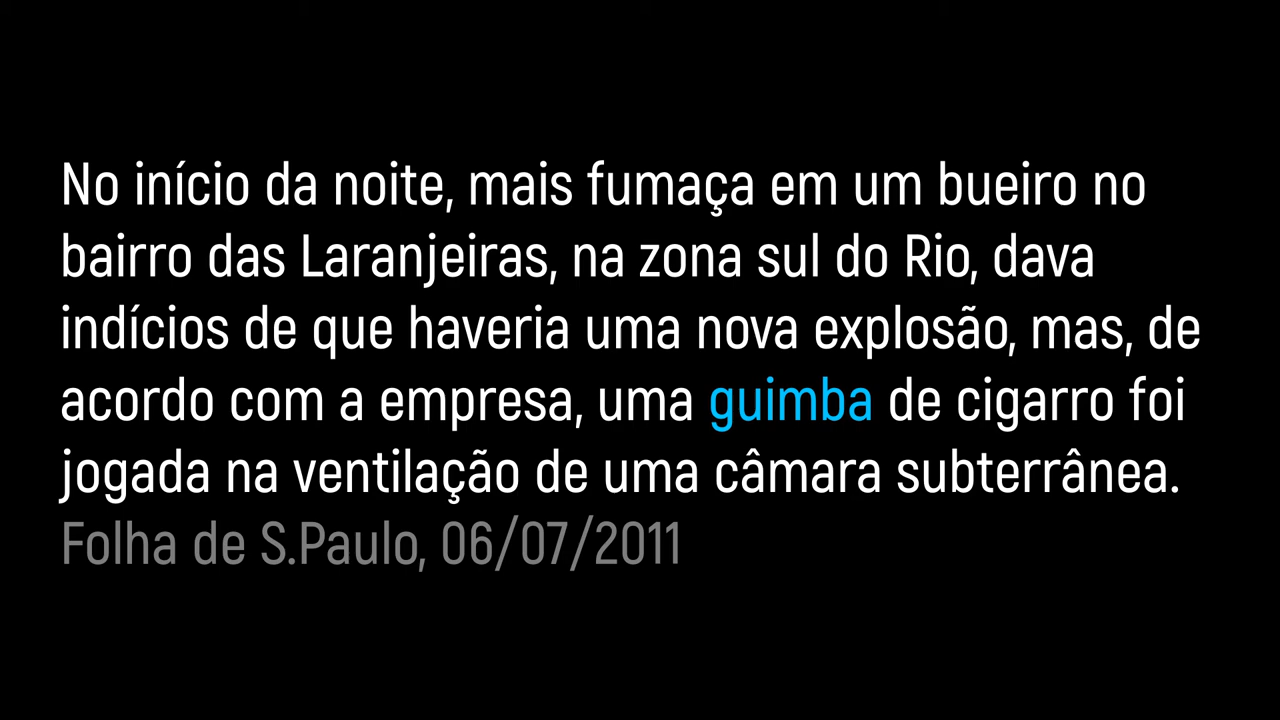 No início da noite, mais fumaça em um bueiro no
bairro das Laranjeiras, na zona sul do Rio, dava
indícios de que haveria uma nova explosão, mas, de
acordo com a empresa, uma guimba de cigarro foi
jogada na ventilação de uma câmara subterrânea.
Folha de S.Paulo, 06/07/2011